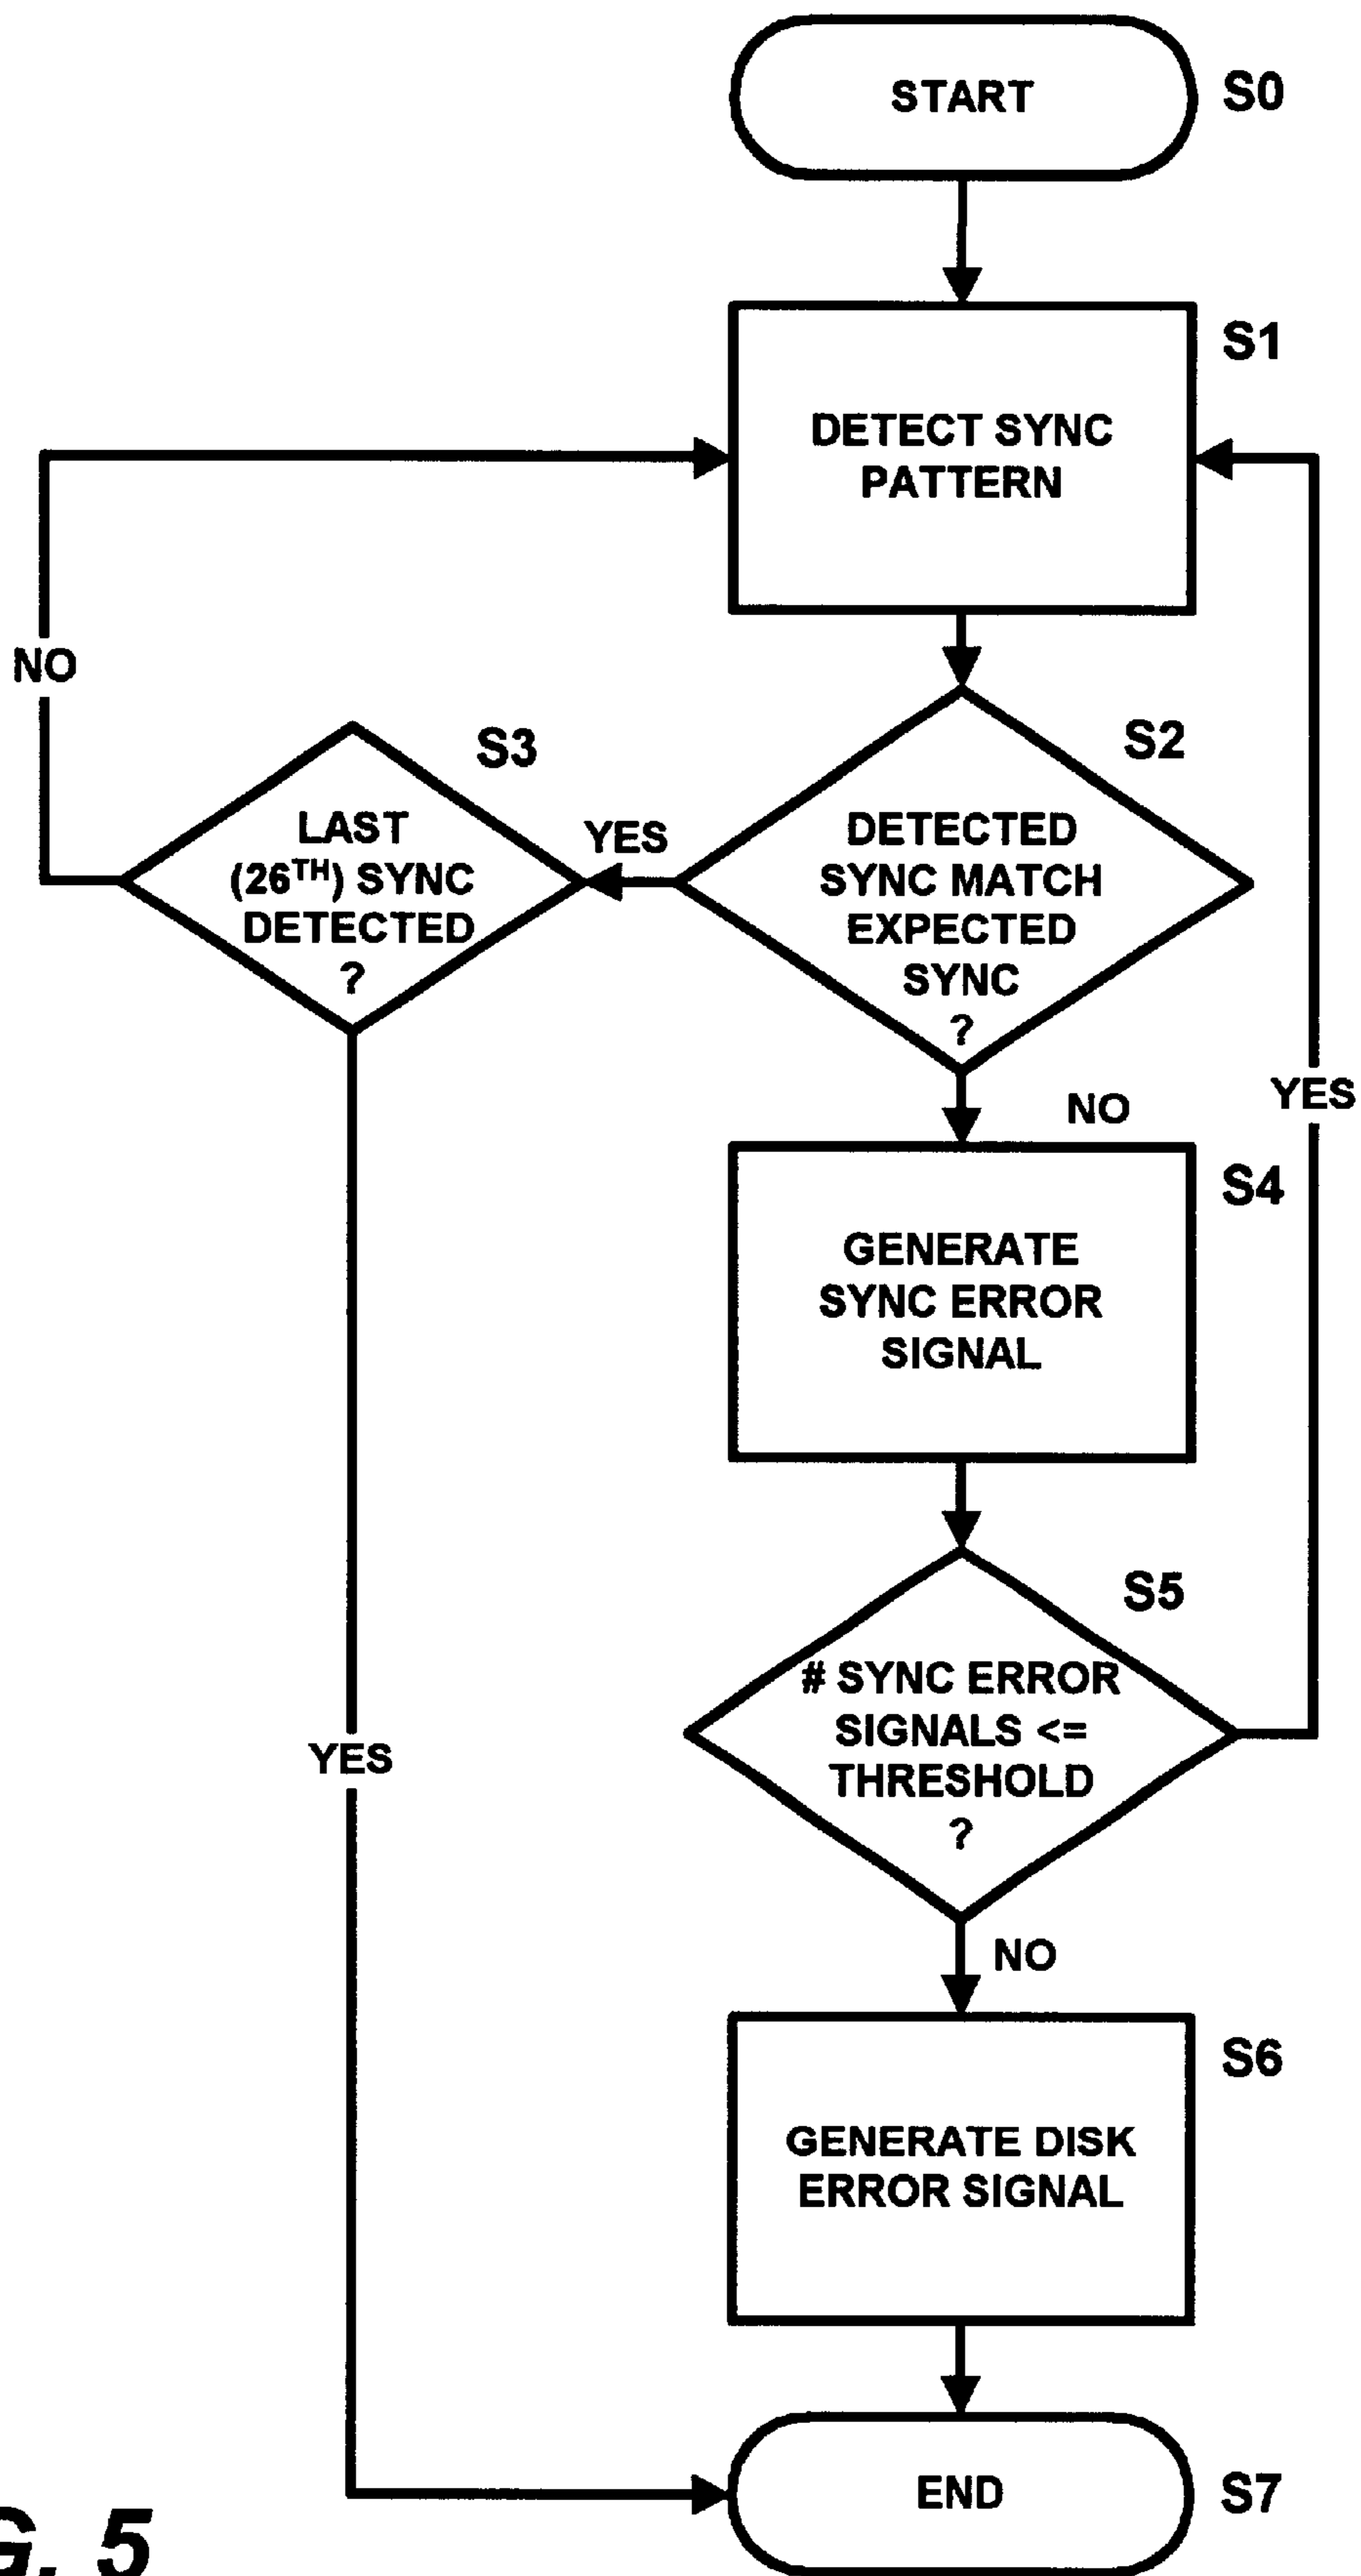 START
S0
S1
DETECT SYNC
PATTERN
NO
S3
LAST
(26TH) SYNC
DETECTED
?
YES
S2
DETECTED
SYNC MATCH
EXPECTED
SYNC
?
NO
YES
S4
GENERATE
SYNC ERROR
SIGNAL
S5
# SYNC ERROR
SIGNALS <=
THRESHOLD
?
YES
NO
S6
GENERATE DISK
ERROR SIGNAL
END
S7
G. 5